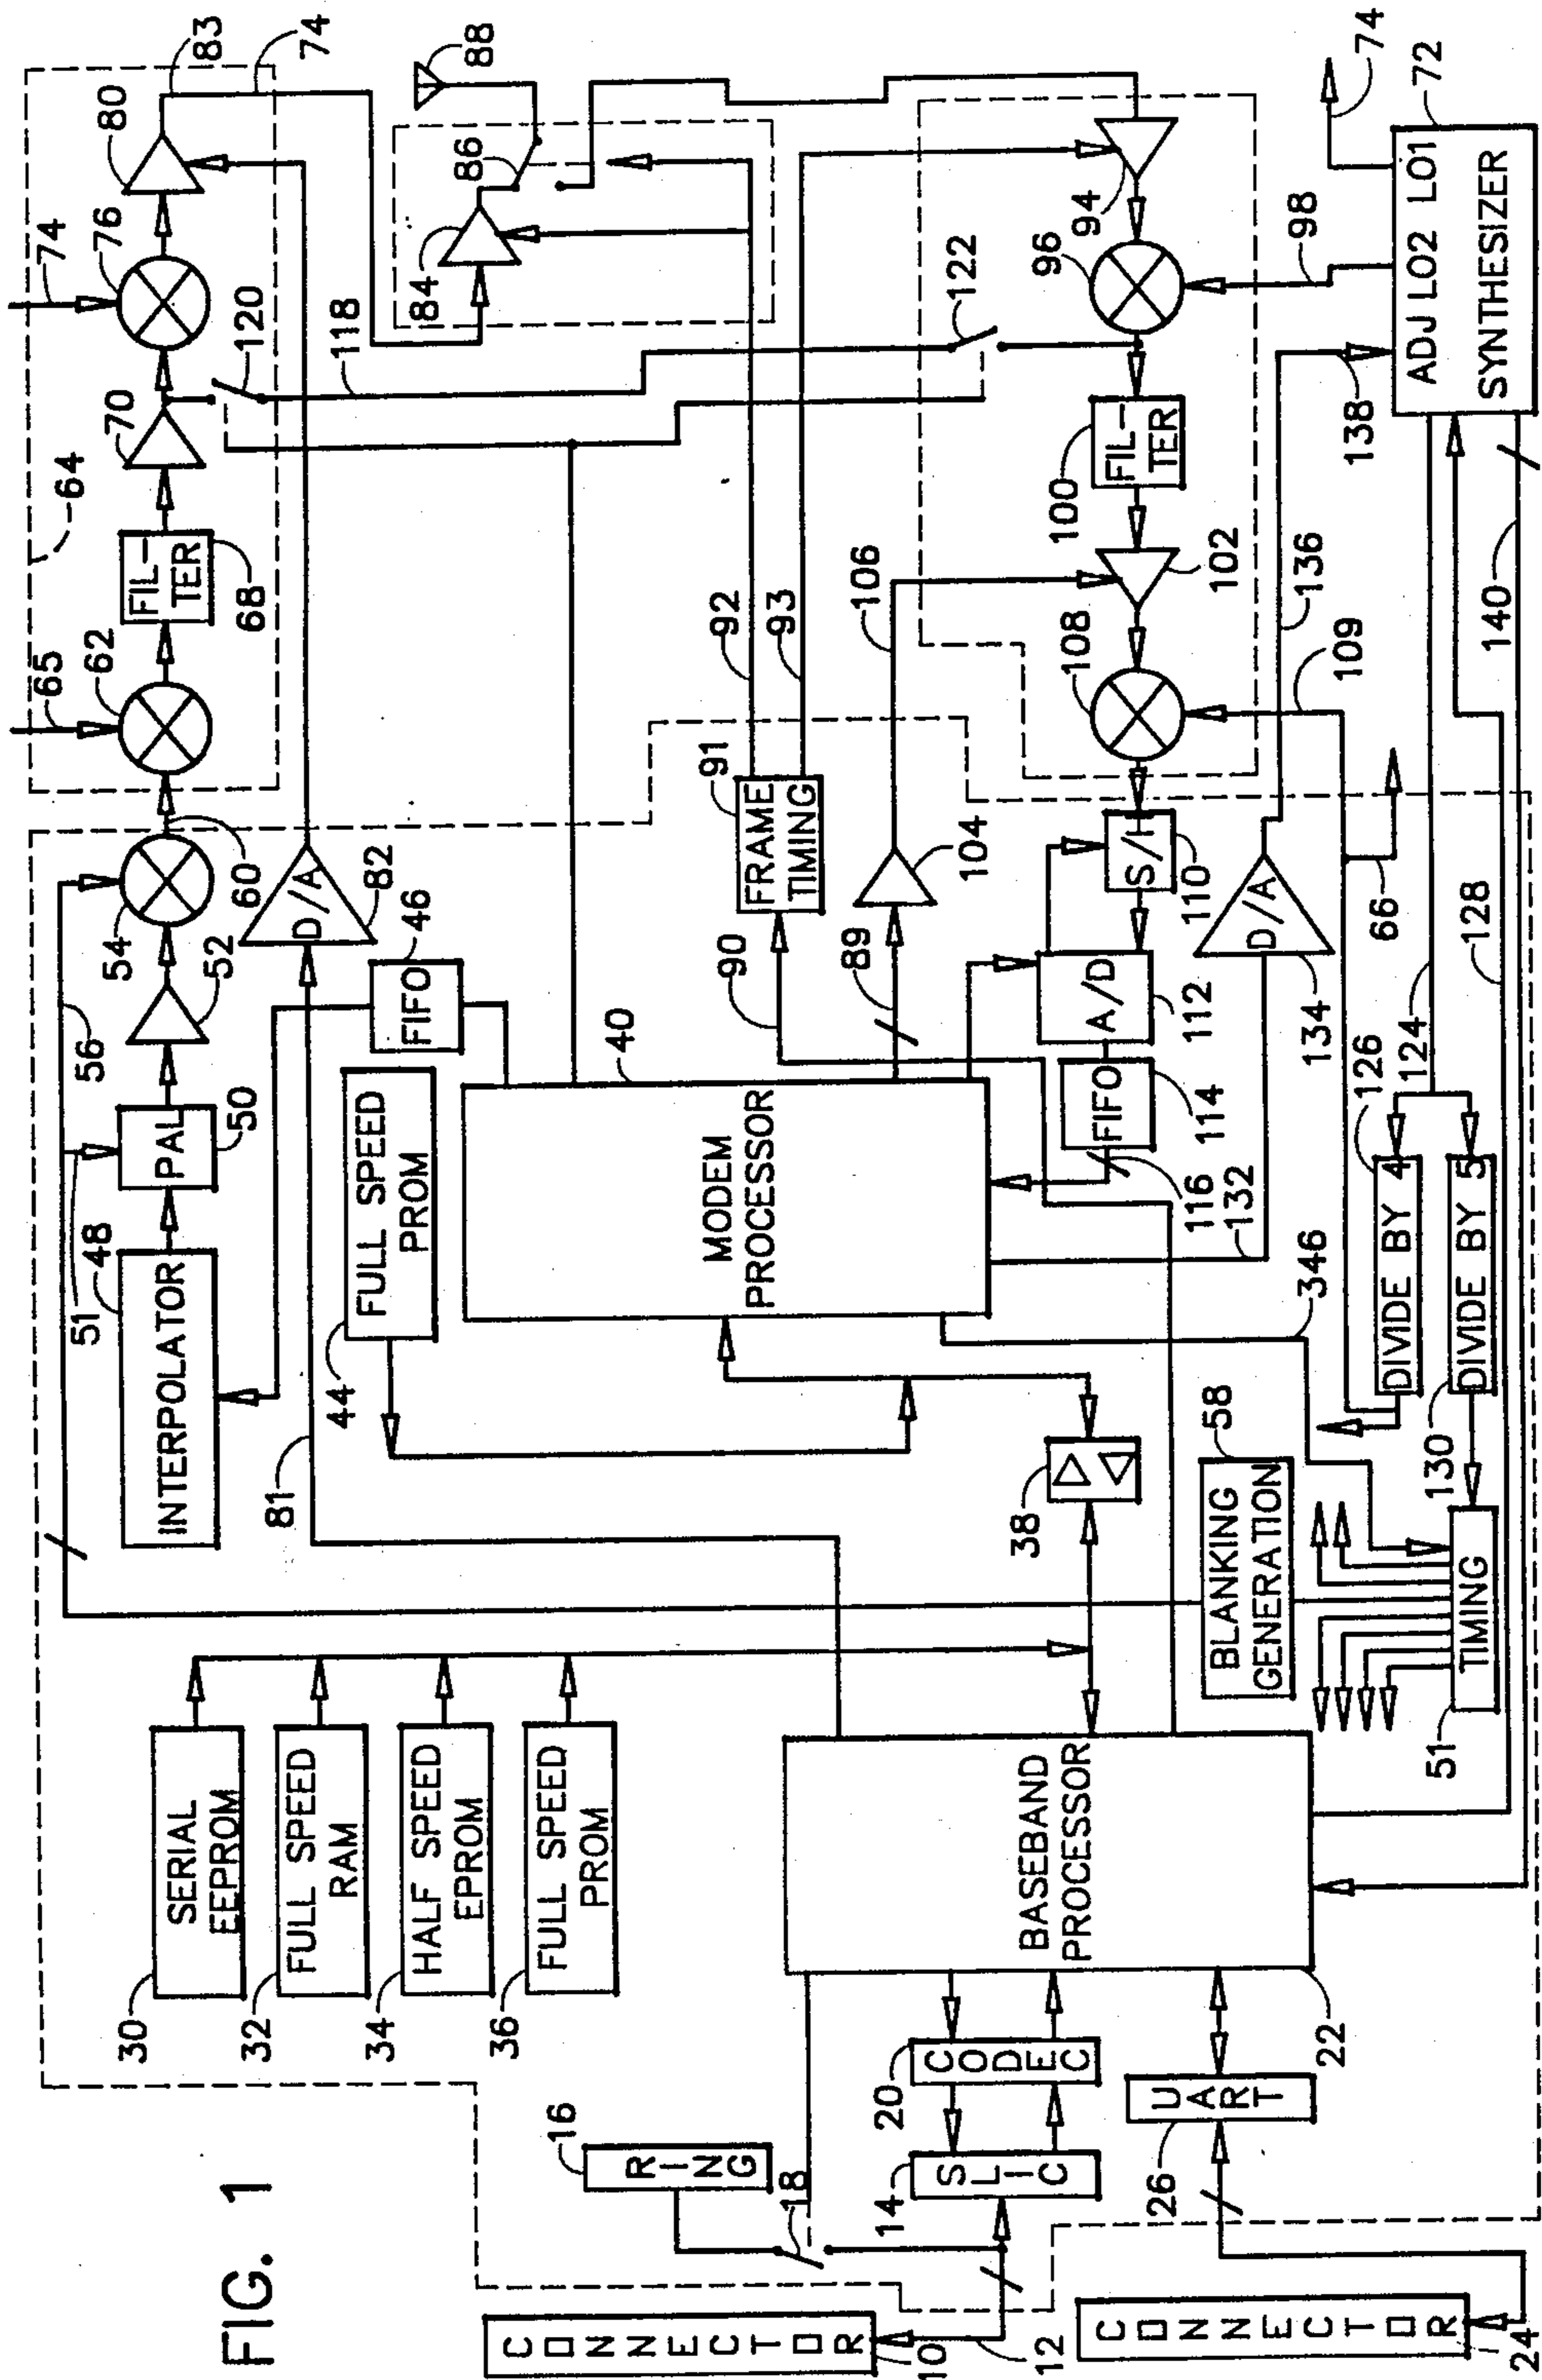 FIG. 1
64
74
76
80
83
74
65
62
FIL-
TER
68
70
120
118
88
86
84
56
54
52
60
D/A
82
PAL
50
51
48
INTERPOLATOR
46
FIFO
81
44
FULL SPEED
PROM
40
MODEM
PROCESSOR
90
91
FRAME
TIMING
92
93
89
104
106
122
94
96
98
100
FIL-
TER
102
108
109
S/H
110
A/D
112
FIFO
114
116
132
D/A
134
136
138
74
72
ADJ LO2 LO1
SYNTHESIZER
140
66
128
124
126
DIVIDE BY 4
DIVIDE BY 5
130
346
38
58
BLANKING
GENERATION
TIMING
51
30
SERIAL
EEPROM
32
FULL SPEED
RAM
34
HALF SPEED
EPROM
36
FULL SPEED
PROM
BASEBAND
PROCESSOR
22
20
CODEC
14
SLIC
16
RING
18
26
UART
CONNECTOR
10
12
CONNECTOR
24